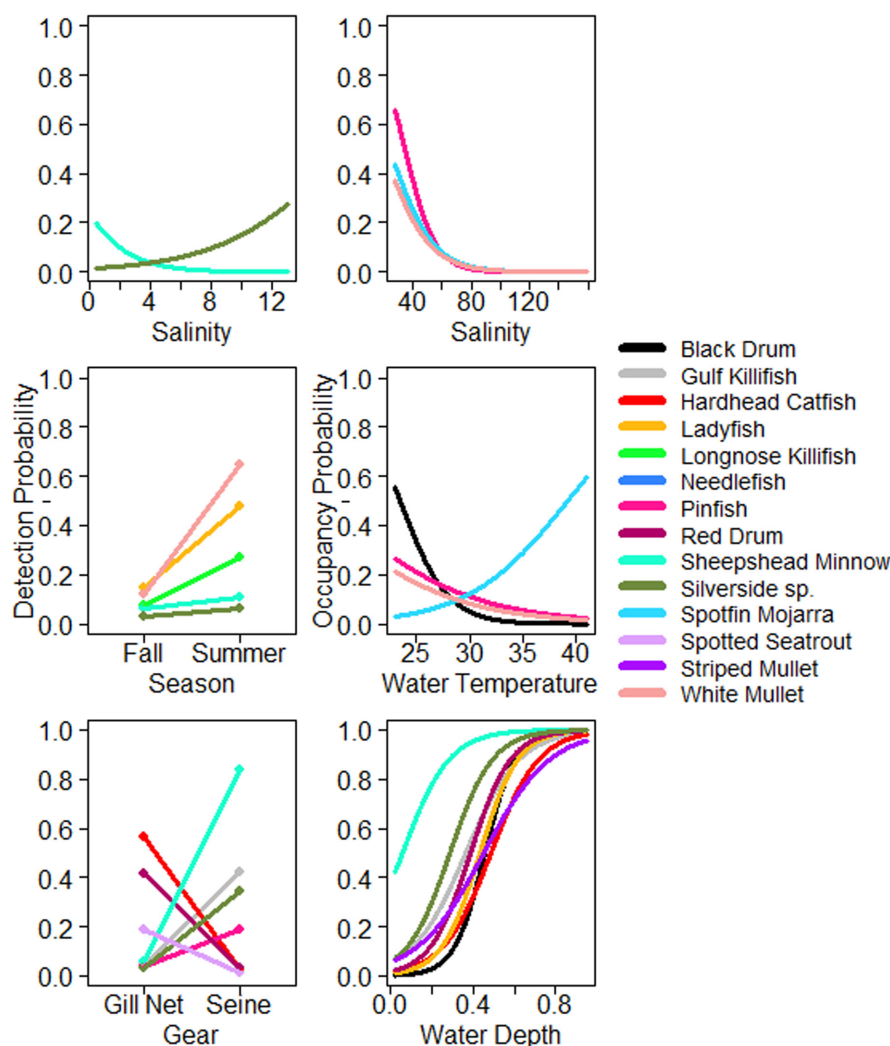 1.0
0.8
0.6
0.4
0.2
0.0
0 4 8 12
Salinity
1.0
0.8
0.6
0.4
0.2
0.0
40 80 120
Salinity
Detection Probability
1.0
0.8
0.6
0.4
0.2
0.0
Fall Summer
Season
Occupancy Probability
1.0
0.8
0.6
0.4
0.2
0.0
25 30 35 40
Water Temperature
1.0
0.8
0.6
0.4
0.2
0.0
Gill Net Seine
Gear
1.0
0.8
0.6
0.4
0.2
0.0
0.0 0.4 0.8
Water Depth
Black Drum
Gulf Killifish
Hardhead Catfish
Ladyfish
Longnose Killifish
Needlefish
Pinfish
Red Drum
Sheepshead Minnow
Silverside sp.
Spotfin Mojarra
Spotted Seatrout
Striped Mullet
White Mullet